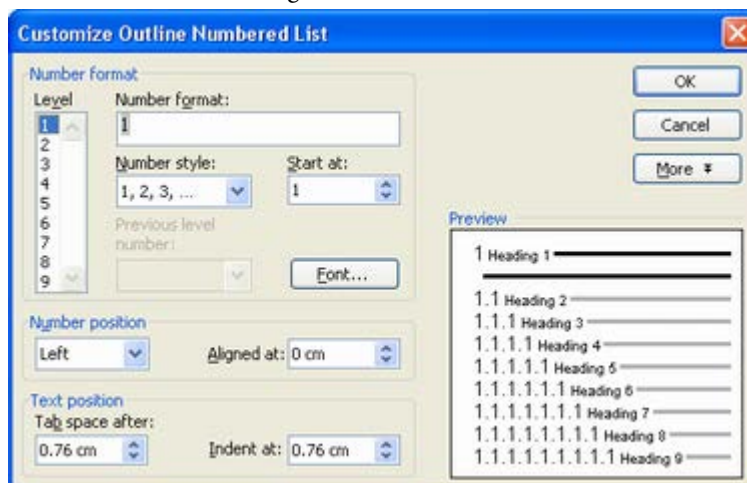 Customize Outline Numbered List
Number format
Level
Number format:
1
2
3
4
5
6
7
8
9
1
Number style:
Start at:
1, 2, 3, ...
1
Previous level
number:
Font...
OK
Cancel
More
Number position
Left
Aligned at: 0 cm
Text position
Tab space after:
0.76 cm
Indent at: 0.76 cm
Preview
1 Heading 1
1.1 Heading 2
1.1.1 Heading 3
1.1.1.1 Heading 4
1.1.1.1.1 Heading 5
1.1.1.1.1.1 Heading 6
1.1.1.1.1.1.1 Heading 7
1.1.1.1.1.1.1.1 Heading 8
1.1.1.1.1.1.1.1.1 Heading 9